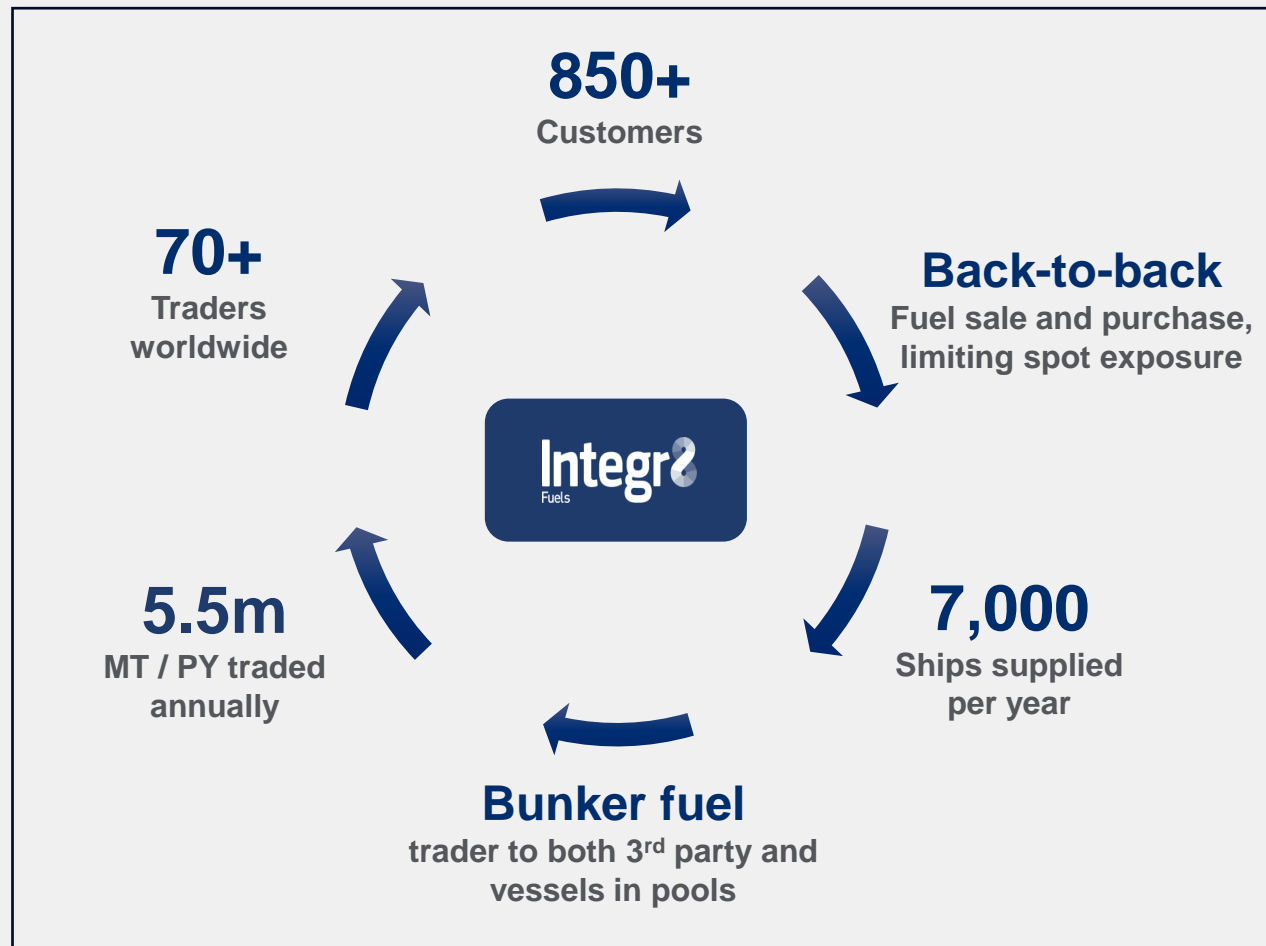 850+
Customers
Back-to-back
Fuel sale and purchase,
limiting spot exposure
7,000
Ships supplied
per year
Bunker fuel
trader to both 3rd party and
vessels in pools
5.5m
MT / PY traded
annually
70+
Traders
worldwide
Integr8
Fuels